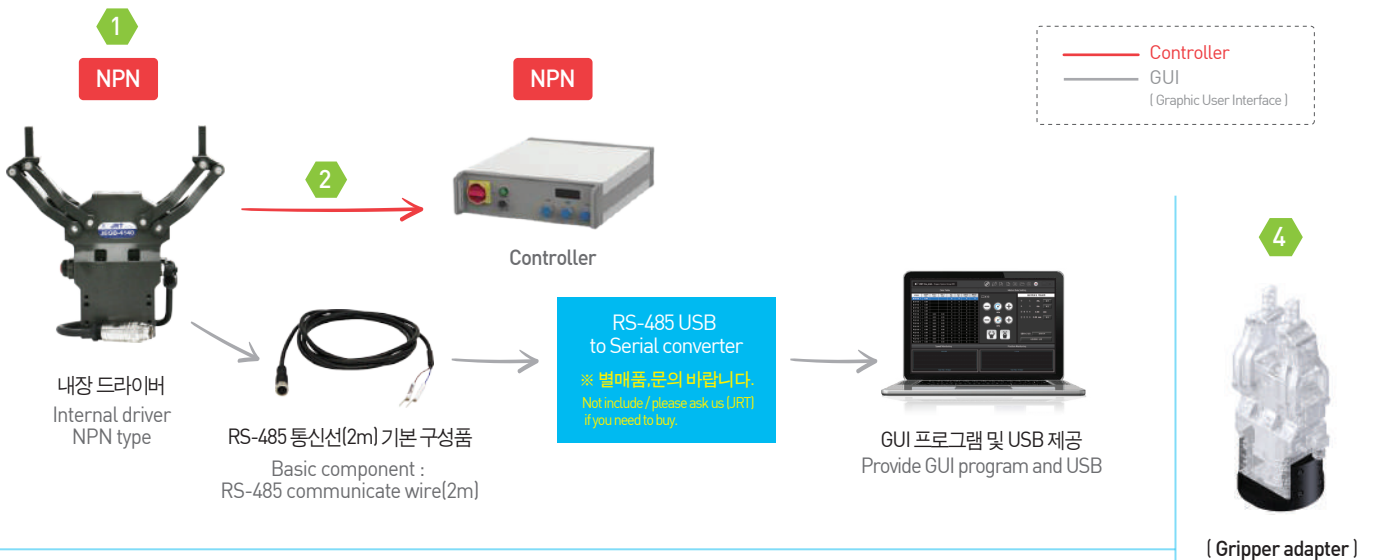 1
NPN
NPN
Controller
GUI
( Graphic User Interface )
JRT
JEGB-4140
2
Controller
4
RS-485 USB
to Serial converter
※ 별매품,문의 바랍니다.
Not include / please ask us (JRT)
if you need to buy.
내장 드라이버
Internal driver
NPN type
RS-485 통신선(2m) 기본 구성품
Basic component :
RS-485 communicate wire(2m)
GUI 프로그램 및 USB 제공
Provide GUI program and USB
( Gripper adapter )